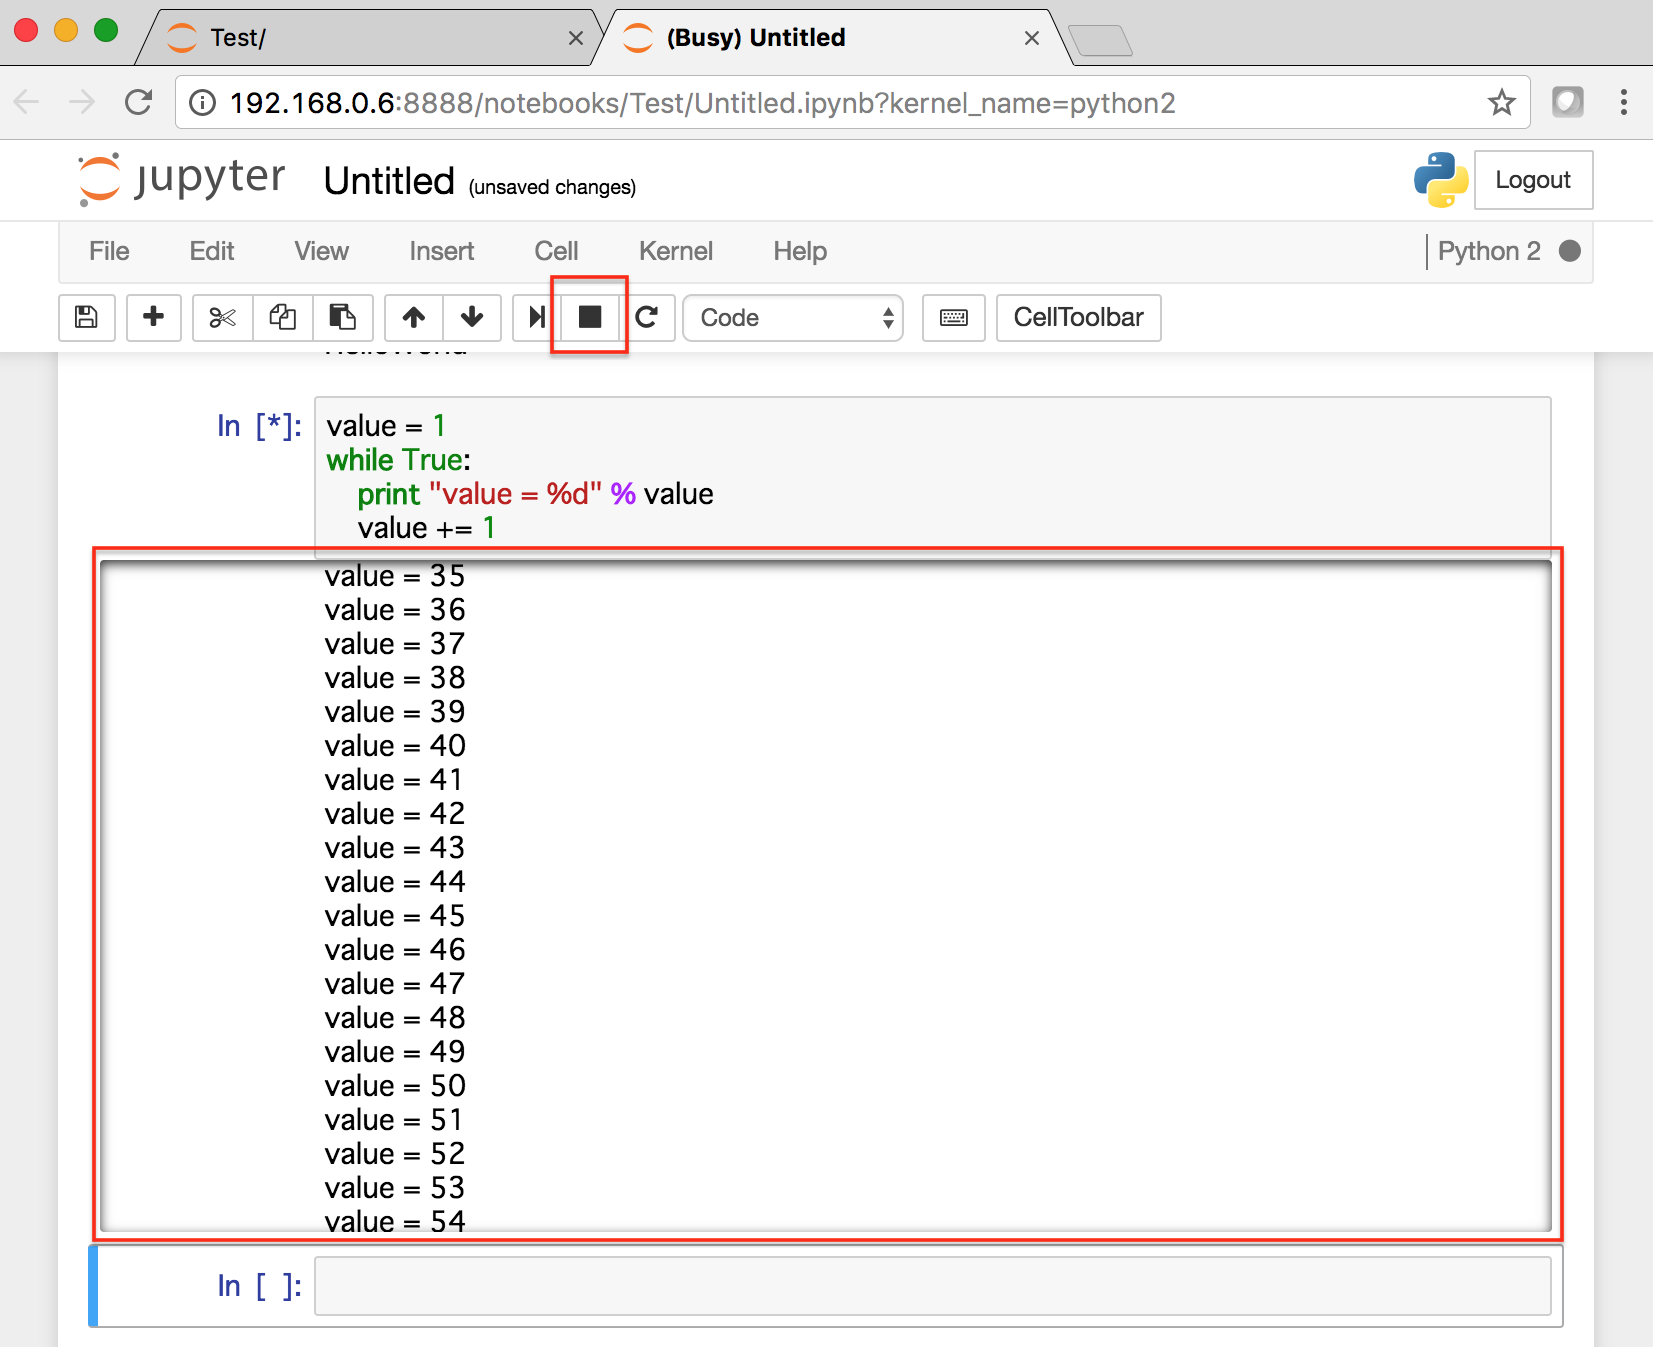 Test/
(Busy) Untitled
192.168.0.6:8888/notebooks/Test/Untitled.ipynb?kernel_name=python2
jupyter Untitled (unsaved changes)
Logout
File Edit View Insert Cell Kernel Help Python 2
Code CellToolbar
HelloWorld
In [*]: value = 1
while True:
print "value = %d" % value
value += 1
value = 35
value = 36
value = 37
value = 38
value = 39
value = 40
value = 41
value = 42
value = 43
value = 44
value = 45
value = 46
value = 47
value = 48
value = 49
value = 50
value = 51
value = 52
value = 53
value = 54
In [ ]: